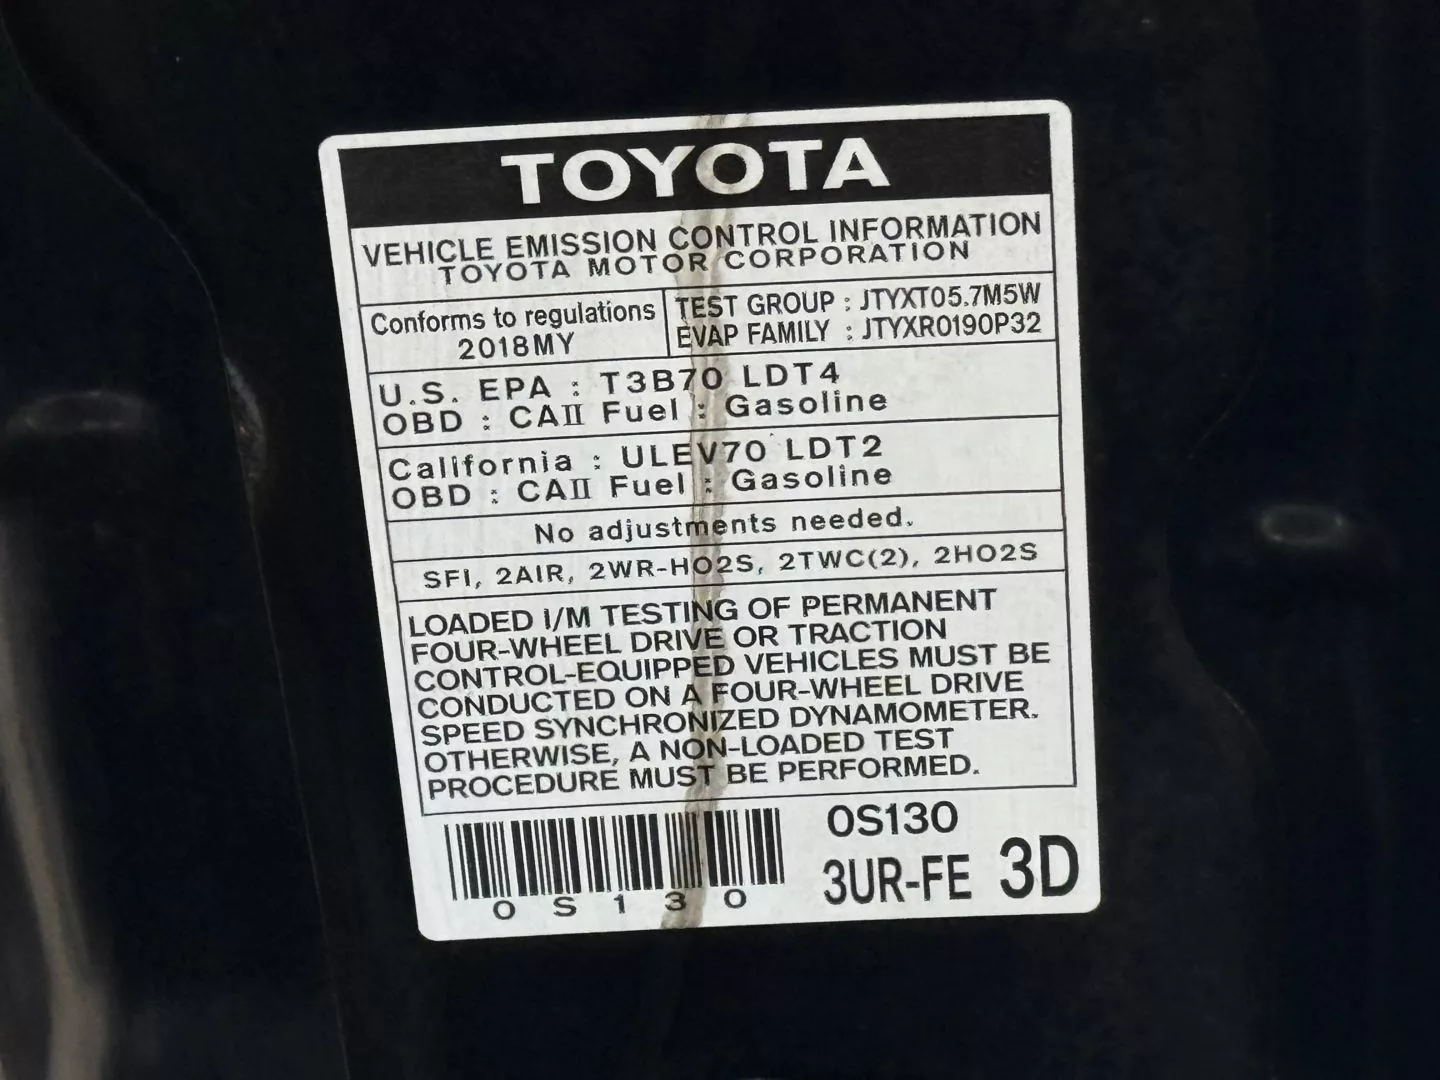 TOYOTA
VEHICLE EMISSION CONTROL INFORMATION
TOYOTA MOTOR CORPORATION
Conforms to regulations
2018MY
TEST GROUP : JTYXT05.7M5W
EVAP FAMILY : JTYXR0190P32
U.S. EPA : T3B70 LDT4
OBD : CAⅡ Fuel : Gasoline
California : ULEV70 LDT2
OBD : CAⅡ Fuel : Gasoline
No adjustments needed.
SFI, 2AIR, 2WR-HO2S, 2TWC(2), 2HO2S
LOADED I/M TESTING OF PERMANENT
FOUR-WHEEL DRIVE OR TRACTION
CONTROL-EQUIPPED VEHICLES MUST BE
CONDUCTED ON A FOUR-WHEEL DRIVE
SPEED SYNCHRONIZED DYNAMOMETER.
OTHERWISE, A NON-LOADED TEST
PROCEDURE MUST BE PERFORMED.
0S130
0S130
3UR-FE 3D